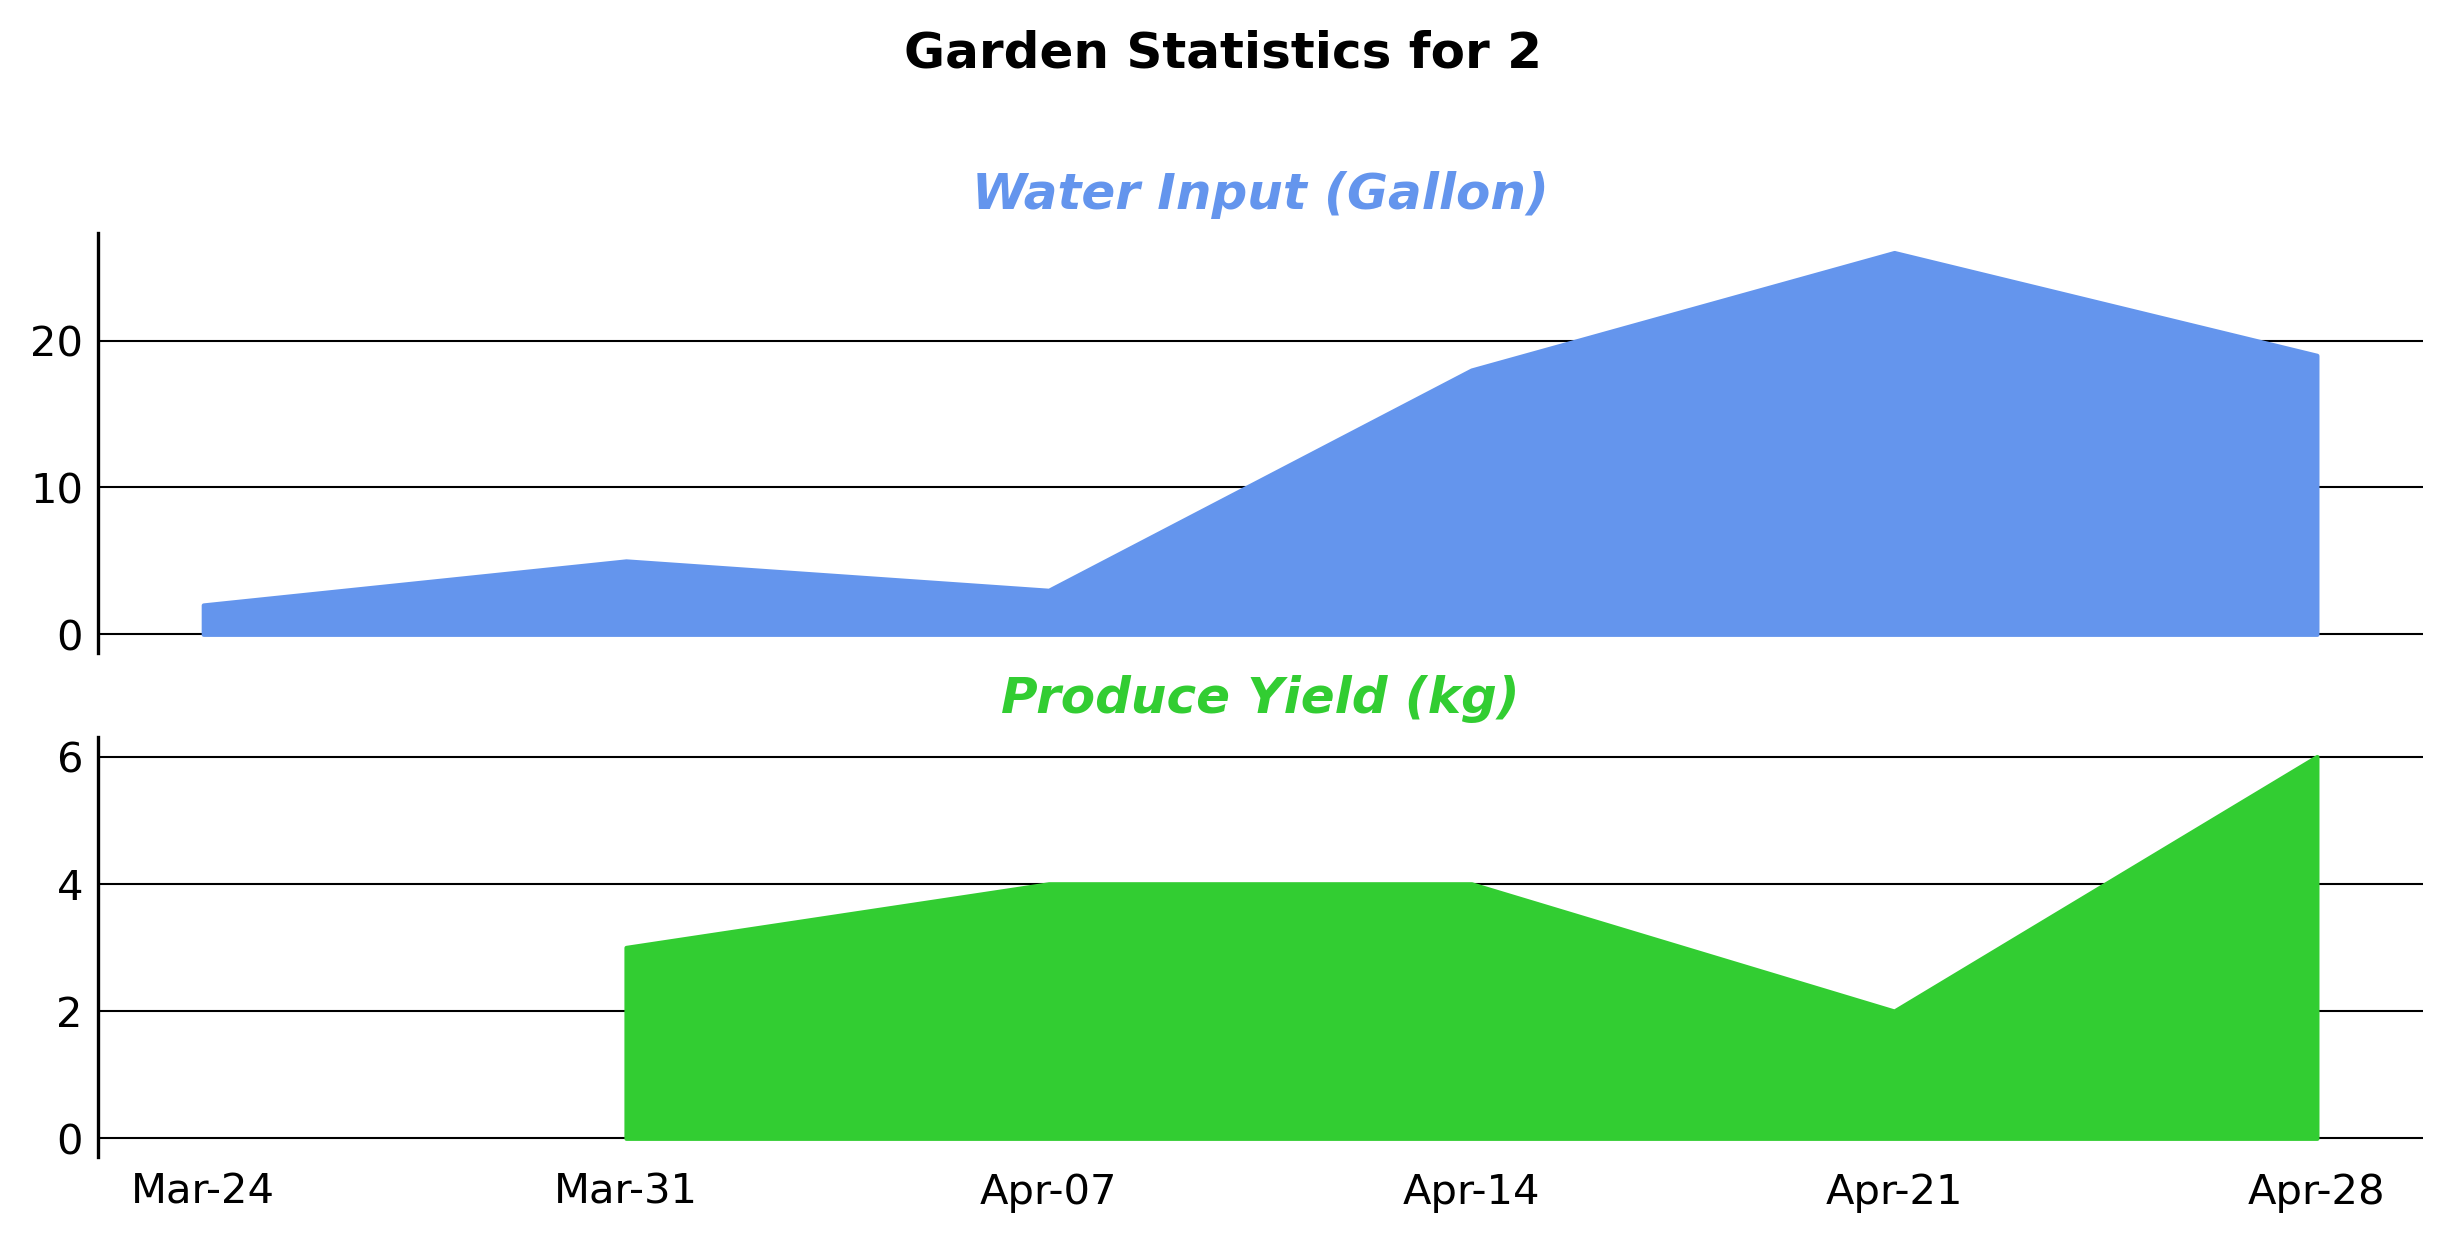 Garden Statistics for 2
Water Input (Gallon)
20
10
0
Produce Yield (kg)
6
4
2
0
Mar-24 Mar-31 Apr-07 Apr-14 Apr-21 Apr-28